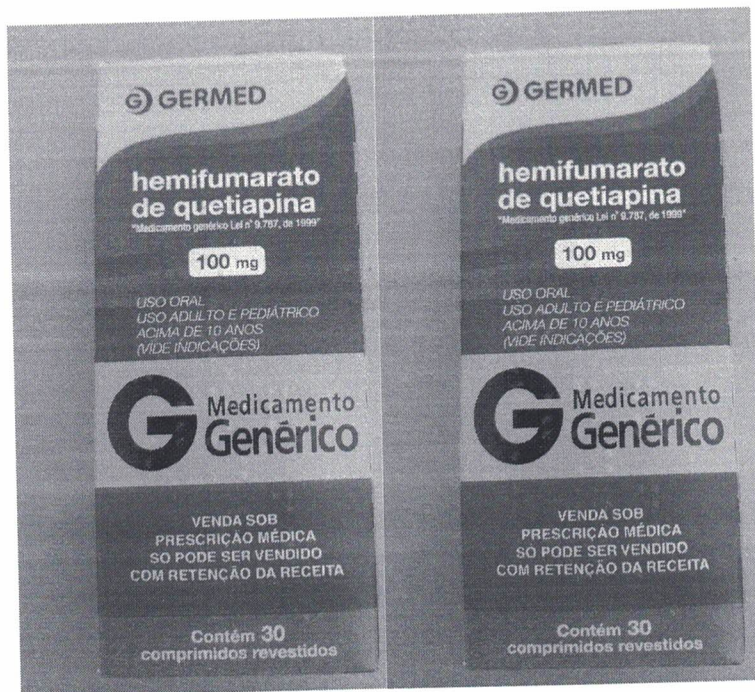 GERMED
hemifumarato
de quetiapina
"Medicamento genérico Lei nº 9.787, de 1999"
100 mg
USO ORAL
USO ADULTO E PEDIÁTRICO
ACIMA DE 10 ANOS
(VIDE INDICAÇÕES)
G Medicamento
Genérico
VENDA SOB
PRESCRIÇÃO MÉDICA
SO PODE SER VENDIDO
COM RETENÇÃO DA RECEITA
Contém 30
comprimidos revestidos
GERMED
hemifumarato
de quetiapina
"Medicamento genérico Lei nº 9.787, de 1999"
100 mg
USO ORAL
USO ADULTO E PEDIÁTRICO
ACIMA DE 10 ANOS
(VIDE INDICAÇÕES)
G Medicamento
Genérico
VENDA SOB
PRESCRIÇÃO MÉDICA
SO PODE SER VENDIDO
COM RETENÇÃO DA RECEITA
Contém 30
comprimidos revestidos